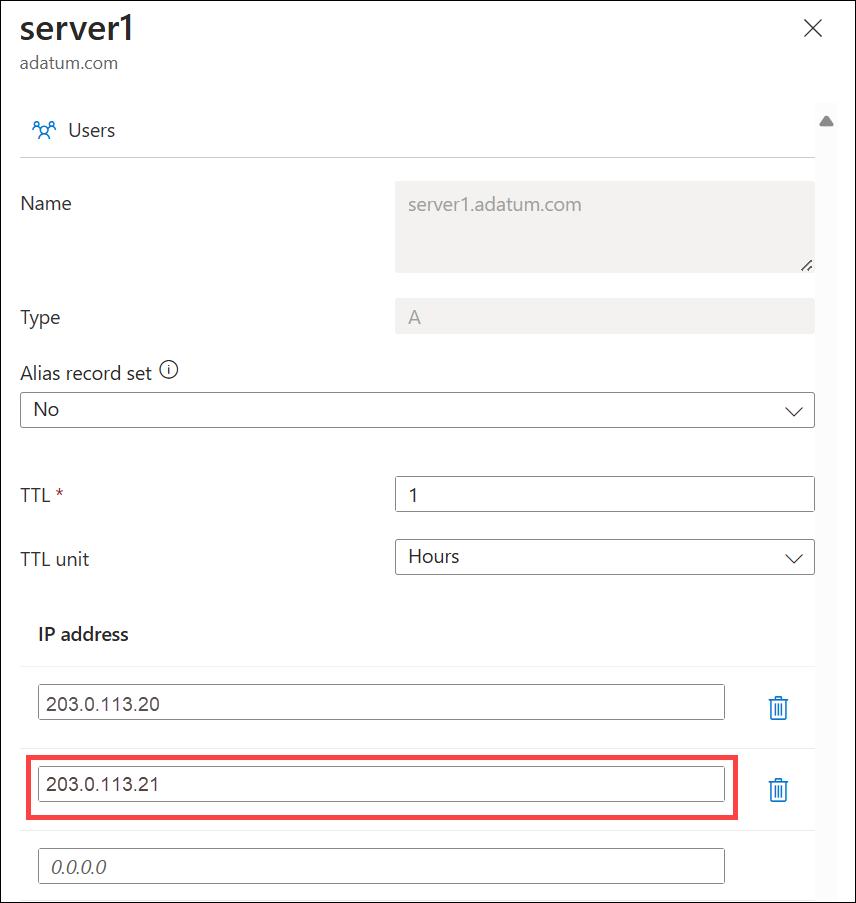 server1
adatum.com
Users
Name
server1.adatum.com
Type
A
Alias record set
No
TTL *
1
TTL unit
Hours
IP address
203.0.113.20
203.0.113.21
0.0.0.0